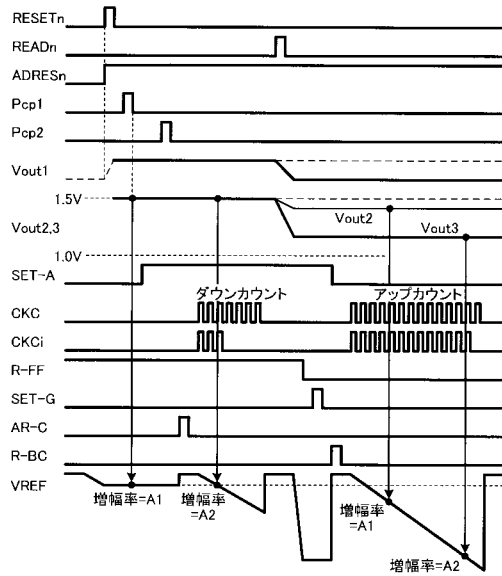 RESETn
READn
ADRESn
Pcp1
Pcp2
Vout1
1.5V
Vout2,3
Vout2
Vout3
1.0V
SET-A
ダウンカウント
アップカウント
CKC
CKCi
R-FF
SET-G
AR-C
R-BC
VREF
増幅率=A1
増幅率
=A2
増幅率
=A1
増幅率=A2